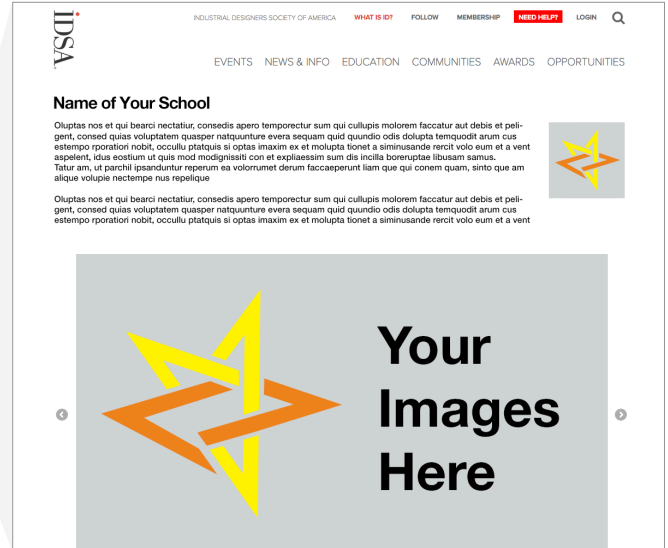 IDSA
INDUSTRIAL DESIGNERS SOCIETY OF AMERICA WHAT IS ID? FOLLOW MEMBERSHIP NEED HELP? LOGIN
EVENTS NEWS & INFO EDUCATION COMMUNITIES AWARDS OPPORTUNITIES
Name of Your School
Oluptas nos et qui bearci nectatiur, consedis apero temporectur sum qui cullupis molorem faccatur aut debis et peli-
gent, consed quias voluptatem quasper natquunture evera sequam quid quundio odis dolupta temquodit arum cus
estempo rporatiori nobit, occullu ptatquis si optas imaxim ex et molupta tionet a siminusande rercit volo eum et a vent
aspelent, idus eostium ut quis mod modignissiti con et expliaessim sum dis incilla boreruptae libusam samus.
Tatur am, ut parchil ipsanduntur reperum ea volorrumet derum faccaeperunt liam que qui conem quam, sinto que am
alique volupie nectempe nus repelique
Oluptas nos et qui bearci nectatiur, consedis apero temporectur sum qui cullupis molorem faccatur aut debis et peli-
gent, consed quias voluptatem quasper natquunture evera sequam quid quundio odis dolupta temquodit arum cus
estempo rporatiori nobit, occullu ptatquis si optas imaxim ex et molupta tionet a siminusande rercit volo eum et a vent
Your
Images
Here